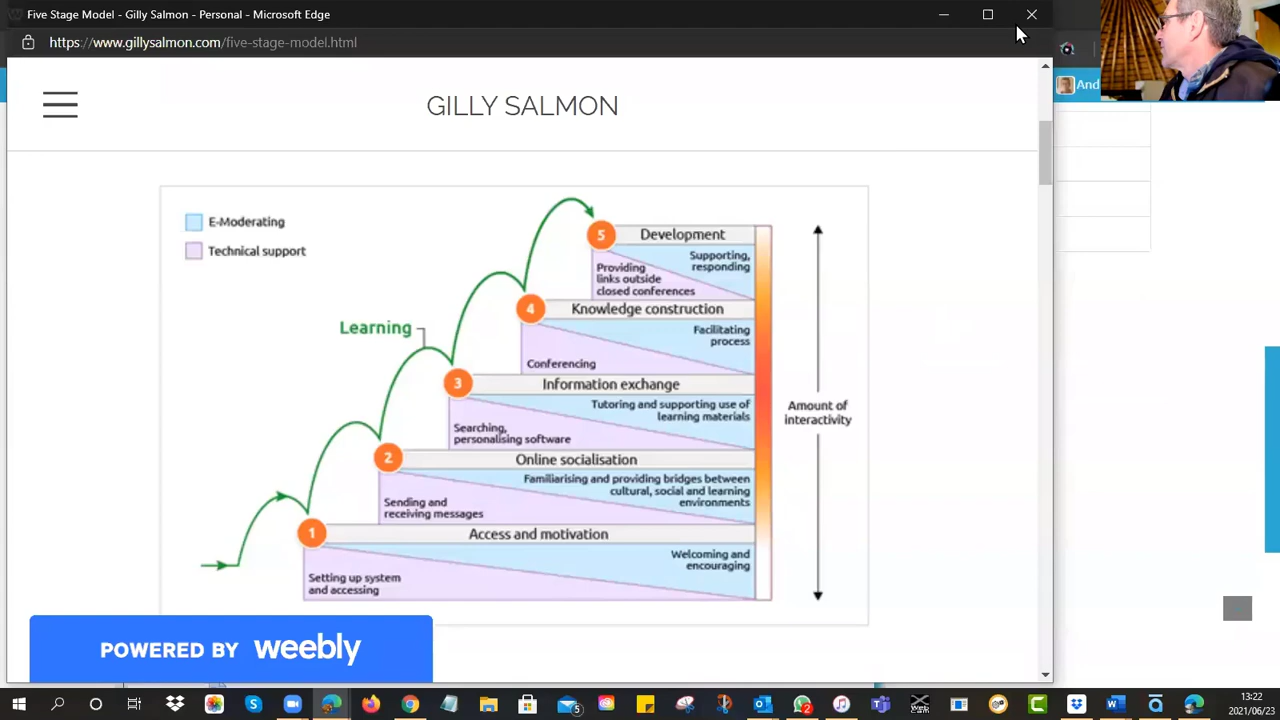 Five Stage Model - Gilly Salmon - Personal - Microsoft Edge
https://www.gillysalmon.com/five-stage-model.html
And
GILLY SALMON
E-Moderating
Technical support
Learning
5
Development
Supporting,
responding
Providing
links outside
closed conferences
4
Knowledge construction
Facilitating
process
Conferencing
3
Information exchange
Tutoring and supporting use of
learning materials
Searching,
personalising software
2
Online socialisation
Familiarising and providing bridges between
cultural, social and learning
environments
Sending and
receiving messages
1
Access and motivation
Welcoming and
encouraging
Setting up system
and accessing
Amount of
interactivity
POWERED BY weebly
13:22
2021/06/23